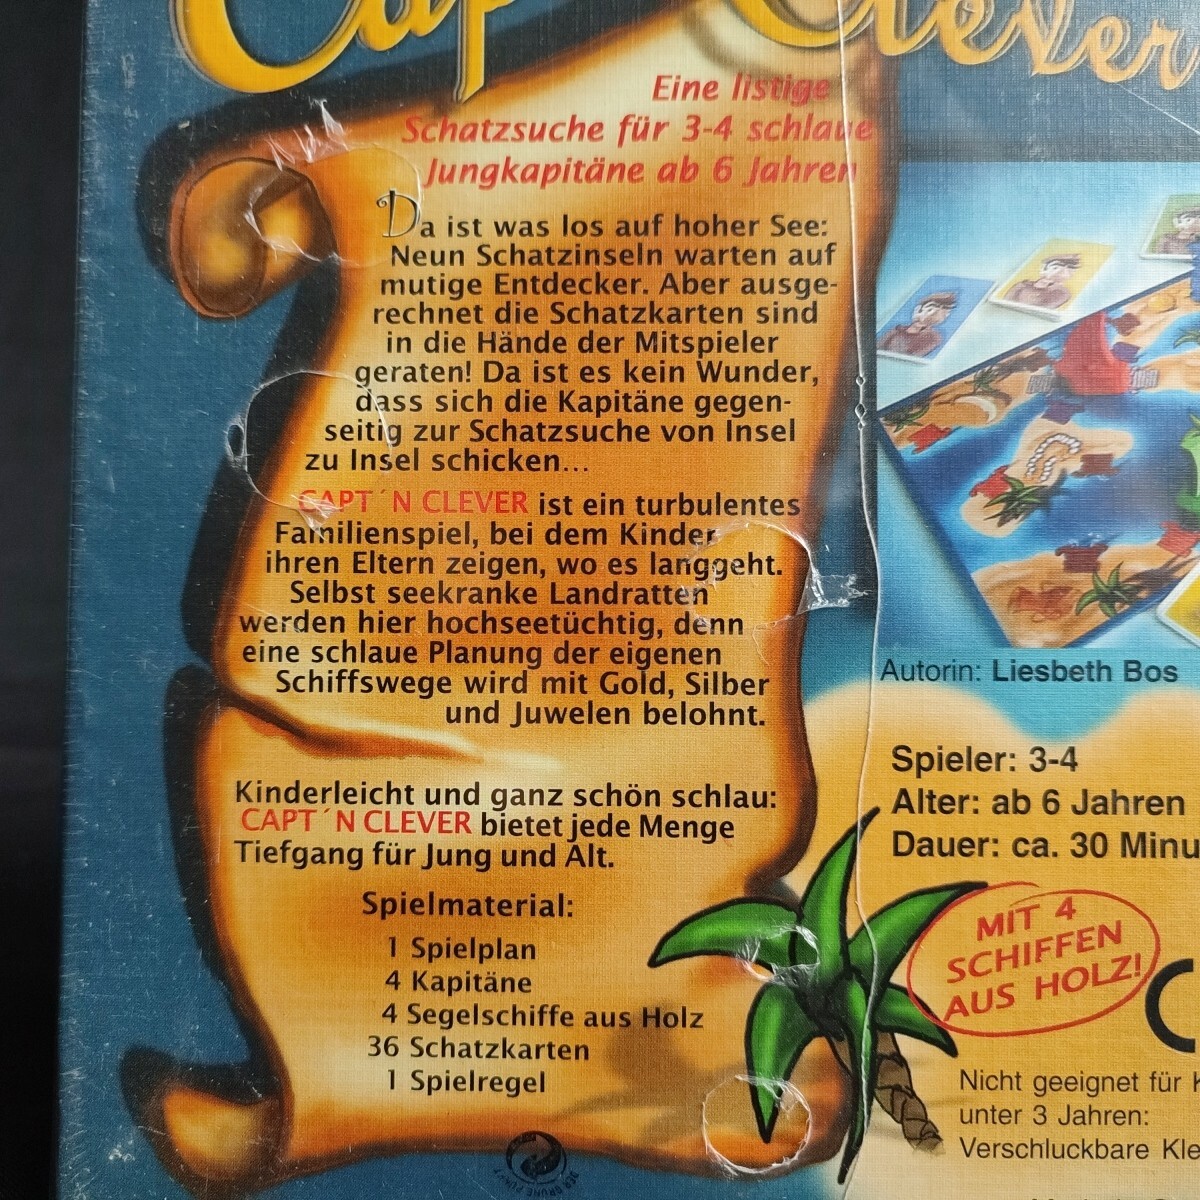 Capt'n Clever
Eine listige
Schatzsuche für 3-4 schlaue
Jungkapitäne ab 6 Jahren
Da ist was los auf hoher See:
Neun Schatzinseln warten auf
mutige Entdecker. Aber ausge-
rechnet die Schatzkarten sind
in die Hände der Mitspieler
geraten! Da ist es kein Wunder,
dass sich die Kapitäne gegen-
seitig zur Schatzsuche von Insel
zu Insel schicken...
CAPT´N CLEVER ist ein turbulentes
Familienspiel, bei dem Kinder
ihren Eltern zeigen, wo es langgeht.
Selbst seekranke Landratten
werden hier hochseetüchtig, denn
eine schlaue Planung der eigenen
Schiffswege wird mit Gold, Silber
und Juwelen belohnt.
Kinderleicht und ganz schön schlau:
CAPT´N CLEVER bietet jede Menge
Tiefgang für Jung und Alt.
Spielmaterial:
1 Spielplan
4 Kapitäne
4 Segelschiffe aus Holz
36 Schatzkarten
1 Spielregel
DER GRÜNE PUNKT
Autorin: Liesbeth Bos
Spieler: 3-4
Alter: ab 6 Jahren
Dauer: ca. 30 Minu
MIT 4
SCHIFFEN
AUS HOLZ!
Nicht geeignet für K
unter 3 Jahren:
Verschluckbare Kle